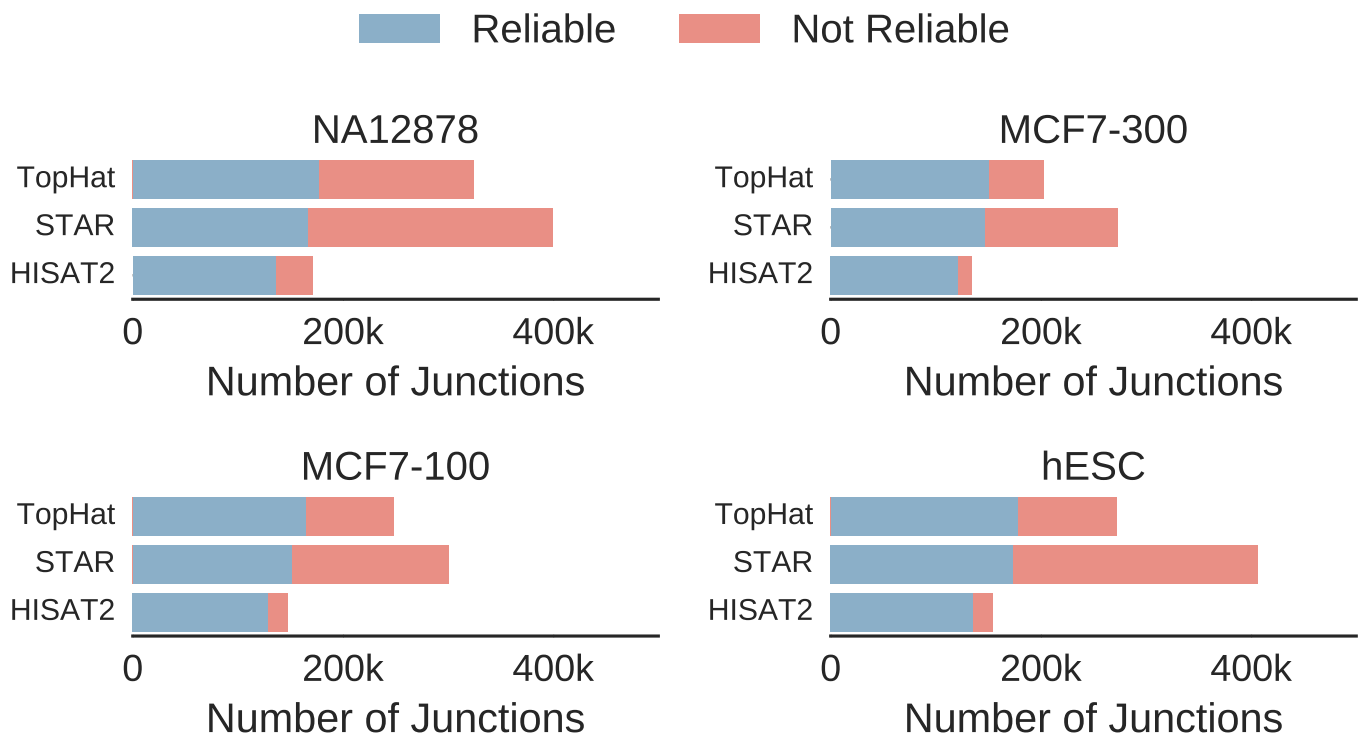 Reliable Not Reliable
NA12878
TopHat
STAR
HISAT2
0 200k 400k
Number of Junctions
MCF7-300
TopHat
STAR
HISAT2
0 200k 400k
Number of Junctions
MCF7-100
TopHat
STAR
HISAT2
0 200k 400k
Number of Junctions
hESC
TopHat
STAR
HISAT2
0 200k 400k
Number of Junctions